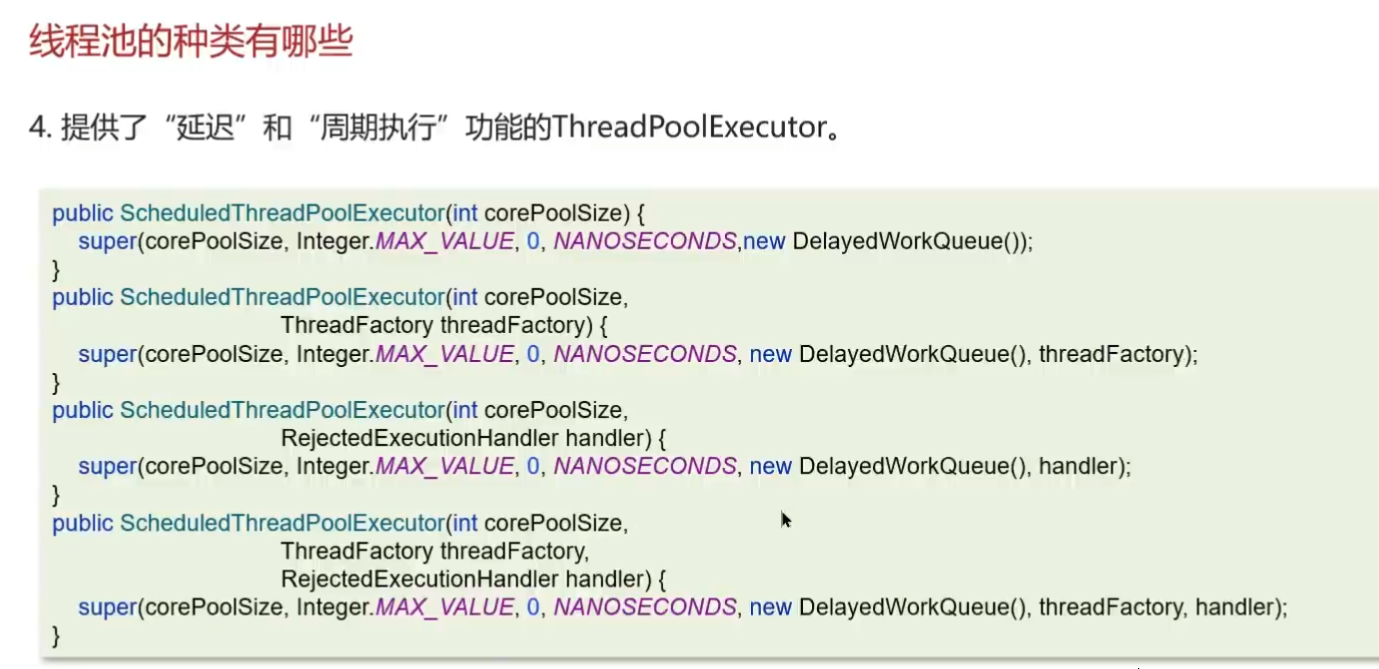 线程池的种类有哪些
4. 提供了“延迟”和“周期执行”功能的ThreadPoolExecutor。
public ScheduledThreadPoolExecutor(int corePoolSize) {
super(corePoolSize, Integer.MAX_VALUE, 0, NANOSECONDS,new DelayedWorkQueue());
}
public ScheduledThreadPoolExecutor(int corePoolSize,
ThreadFactory threadFactory) {
super(corePoolSize, Integer.MAX_VALUE, 0, NANOSECONDS, new DelayedWorkQueue(), threadFactory);
}
public ScheduledThreadPoolExecutor(int corePoolSize,
RejectedExecutionHandler handler) {
super(corePoolSize, Integer.MAX_VALUE, 0, NANOSECONDS, new DelayedWorkQueue(), handler);
}
public ScheduledThreadPoolExecutor(int corePoolSize,
ThreadFactory threadFactory,
RejectedExecutionHandler handler) {
super(corePoolSize, Integer.MAX_VALUE, 0, NANOSECONDS, new DelayedWorkQueue(), threadFactory, handler);
}